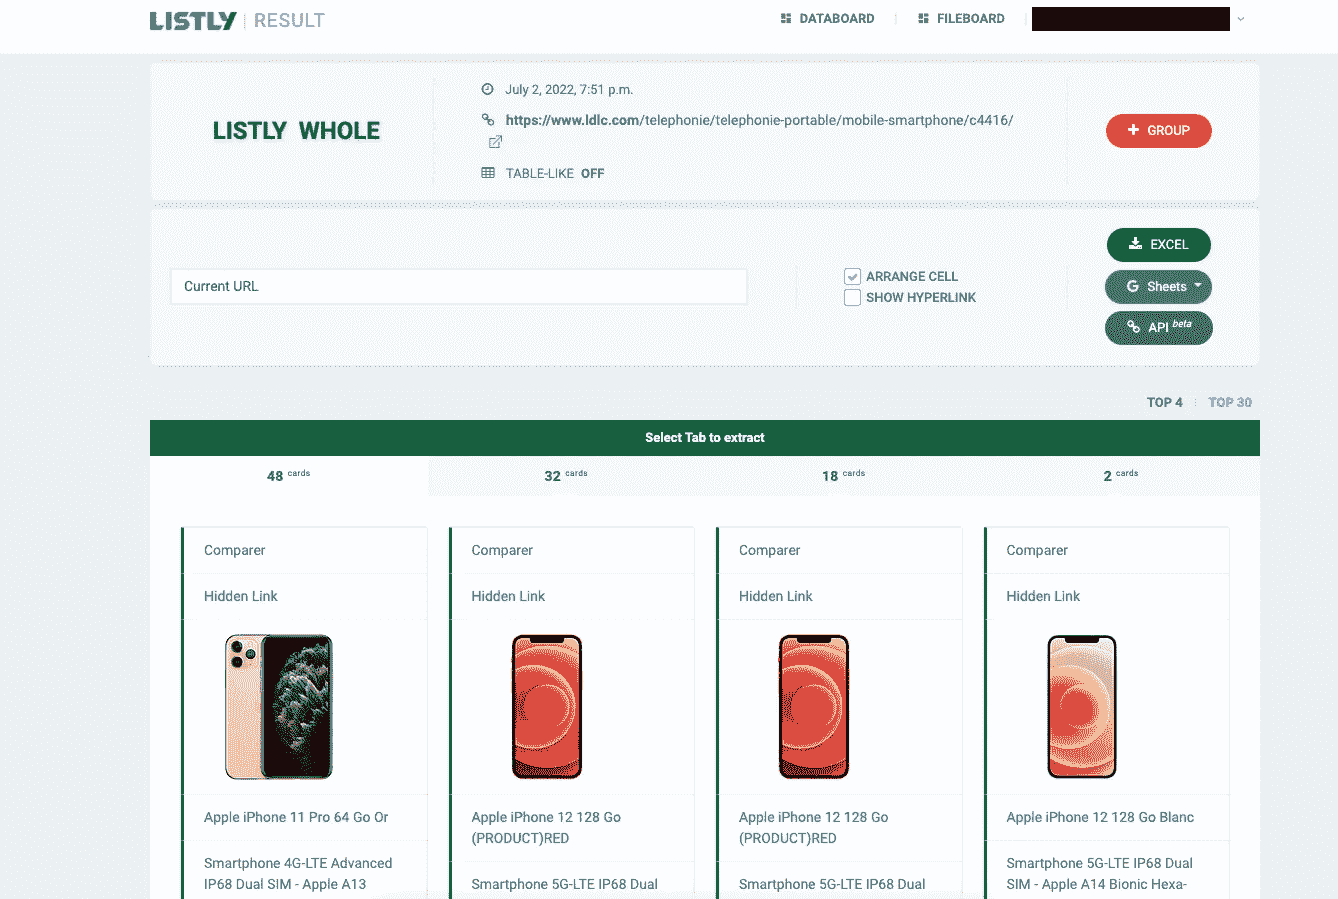 LISTLY RESULT
DATABOARD
FILEBOARD
LISTLY WHOLE
July 2, 2022, 7:51 p.m.
https://www.ldlc.com/telephonie/telephonie-portable/mobile-smartphone/c4416/
TABLE-LIKE OFF
+ GROUP
Current URL
ARRANGE CELL
SHOW HYPERLINK
EXCEL
G Sheets
API beta
TOP 4
TOP 30
Select Tab to extract
48 cards
32 cards
18 cards
2 cards
Comparer
Hidden Link
Apple iPhone 11 Pro 64 Go Or
Smartphone 4G-LTE Advanced
IP68 Dual SIM - Apple A13
Comparer
Hidden Link
Apple iPhone 12 128 Go
(PRODUCT)RED
Smartphone 5G-LTE IP68 Dual
Comparer
Hidden Link
Apple iPhone 12 128 Go
(PRODUCT)RED
Smartphone 5G-LTE IP68 Dual
Comparer
Hidden Link
Apple iPhone 12 128 Go Blanc
Smartphone 5G-LTE IP68 Dual
SIM - Apple A14 Bionic Hexa-